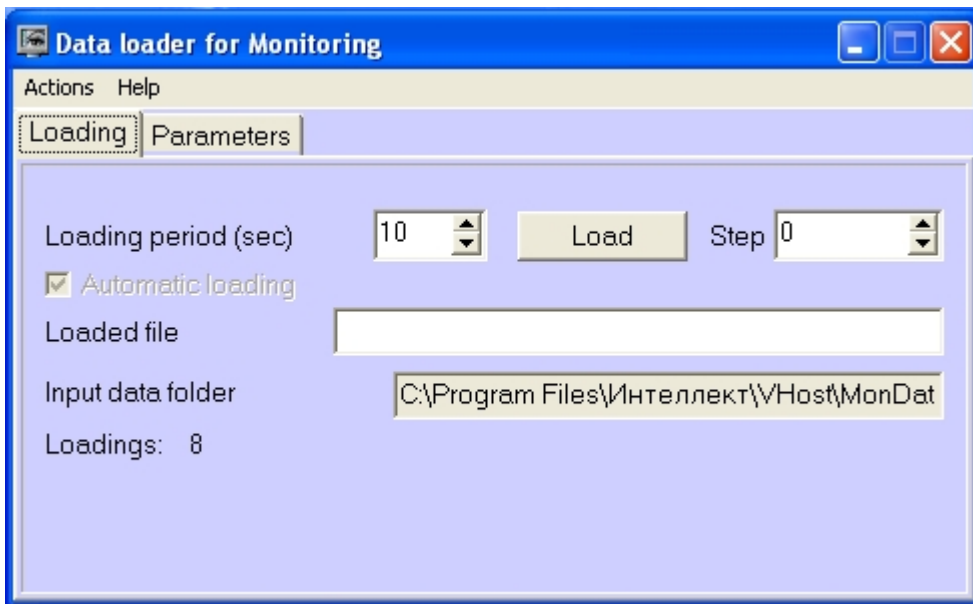 Data loader for Monitoring
Actions Help
Loading Parameters
Loading period (sec) 10 Load Step 0
Automatic loading
Loaded file
Input data folder C:\Program Files\Интеллект\VHost\MonDat
Loadings: 8